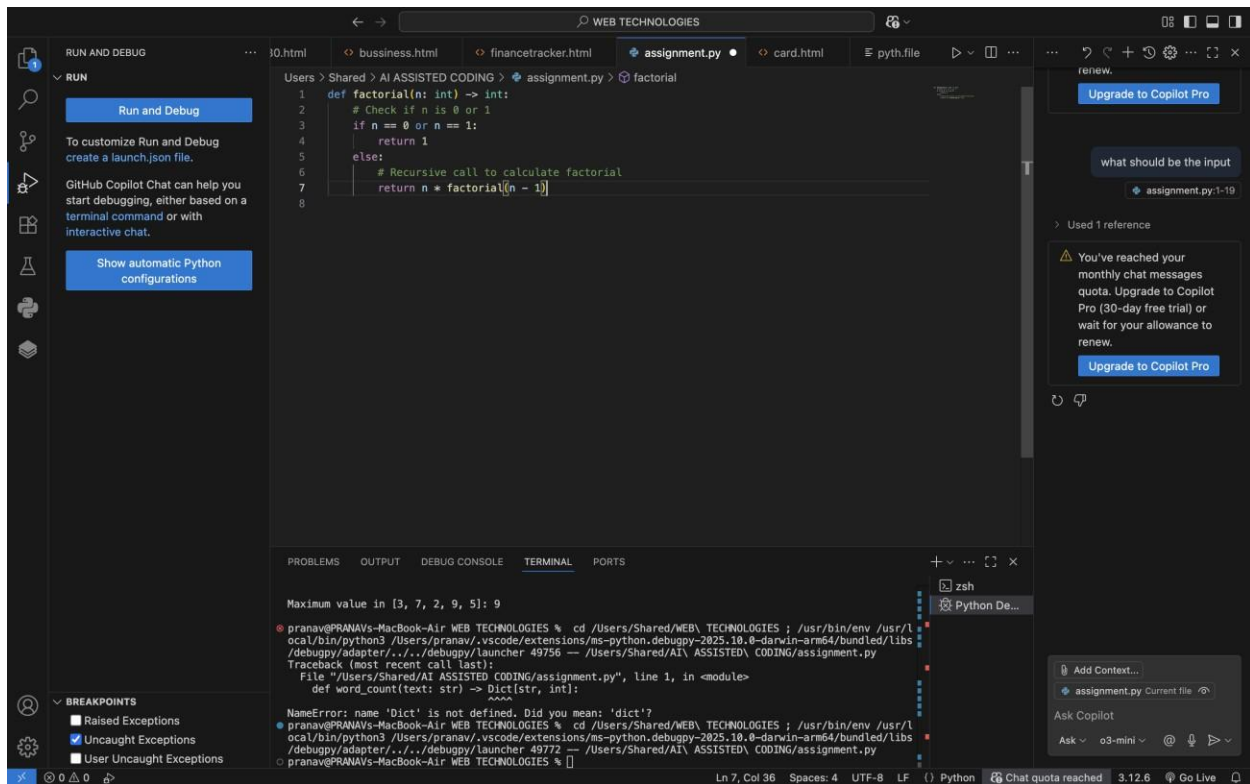 WEB TECHNOLOGIES
RUN AND DEBUG
RUN
Run and Debug
To customize Run and Debug
create a launch.json file.
GitHub Copilot Chat can help you
start debugging, either based on a
terminal command or with
interactive chat.
Show automatic Python
configurations
30.html
bussiness.html
financetracker.html
assignment.py
card.html
pyth.file
Users > Shared > AI ASSISTED CODING > assignment.py > factorial
1 def factorial(n: int) -> int:
2 # Check if n is 0 or 1
3 if n == 0 or n == 1:
4 return 1
5 else:
6 # Recursive call to calculate factorial
7 return n * factorial(n - 1)
8
renew.
Upgrade to Copilot Pro
what should be the input
assignment.py:1-19
Used 1 reference
You've reached your
monthly chat messages
quota. Upgrade to Copilot
Pro (30-day free trial) or
wait for your allowance to
renew.
Upgrade to Copilot Pro
PROBLEMS OUTPUT DEBUG CONSOLE TERMINAL PORTS
zsh
Python De...
Maximum value in [3, 7, 2, 9, 5]: 9
pranav@PRANAVs-MacBook-Air WEB TECHNOLOGIES % cd /Users/Shared/WEB\ TECHNOLOGIES ; /usr/bin/env /usr/l
ocal/bin/python3 /Users/pranav/.vscode/extensions/ms-python.debugpy-2025.10.0-darwin-arm64/bundled/libs
/debugpy/adapter/../../debugpy/launcher 49756 -- /Users/Shared/AI\ ASSISTED\ CODING/assignment.py
Traceback (most recent call last):
File "/Users/Shared/AI ASSISTED CODING/assignment.py", line 1, in <module>
def word_count(text: str) -> Dict[str, int]:
^^^^
NameError: name 'Dict' is not defined. Did you mean: 'dict'?
pranav@PRANAVs-MacBook-Air WEB TECHNOLOGIES % cd /Users/Shared/WEB\ TECHNOLOGIES ; /usr/bin/env /usr/l
ocal/bin/python3 /Users/pranav/.vscode/extensions/ms-python.debugpy-2025.10.0-darwin-arm64/bundled/libs
/debugpy/adapter/../../debugpy/launcher 49772 -- /Users/Shared/AI\ ASSISTED\ CODING/assignment.py
pranav@PRANAVs-MacBook-Air WEB TECHNOLOGIES %
BREAKPOINTS
Raised Exceptions
Uncaught Exceptions
User Uncaught Exceptions
Add Context...
assignment.py Current file
Ask Copilot
Ask o3-mini
0 0
Ln 7, Col 36 Spaces: 4 UTF-8 LF {} Python Chat quota reached 3.12.6 Go Live